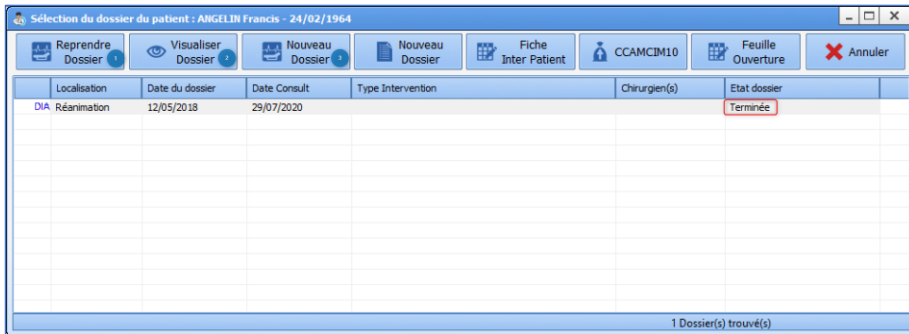 Sélection du dossier du patient : ANGELIN Francis - 24/02/1964
Reprendre Dossier 1
Visualiser Dossier 2
Nouveau Dossier 3
Nouveau Dossier
Fiche Inter Patient
CCAMCIM10
Feuille Ouverture
Annuler
Localisation Date du dossier Date Consult Type Intervention Chirurgien(s) Etat dossier
DIA Réanimation 12/05/2018 29/07/2020 Terminée
1 Dossier(s) trouvé(s)